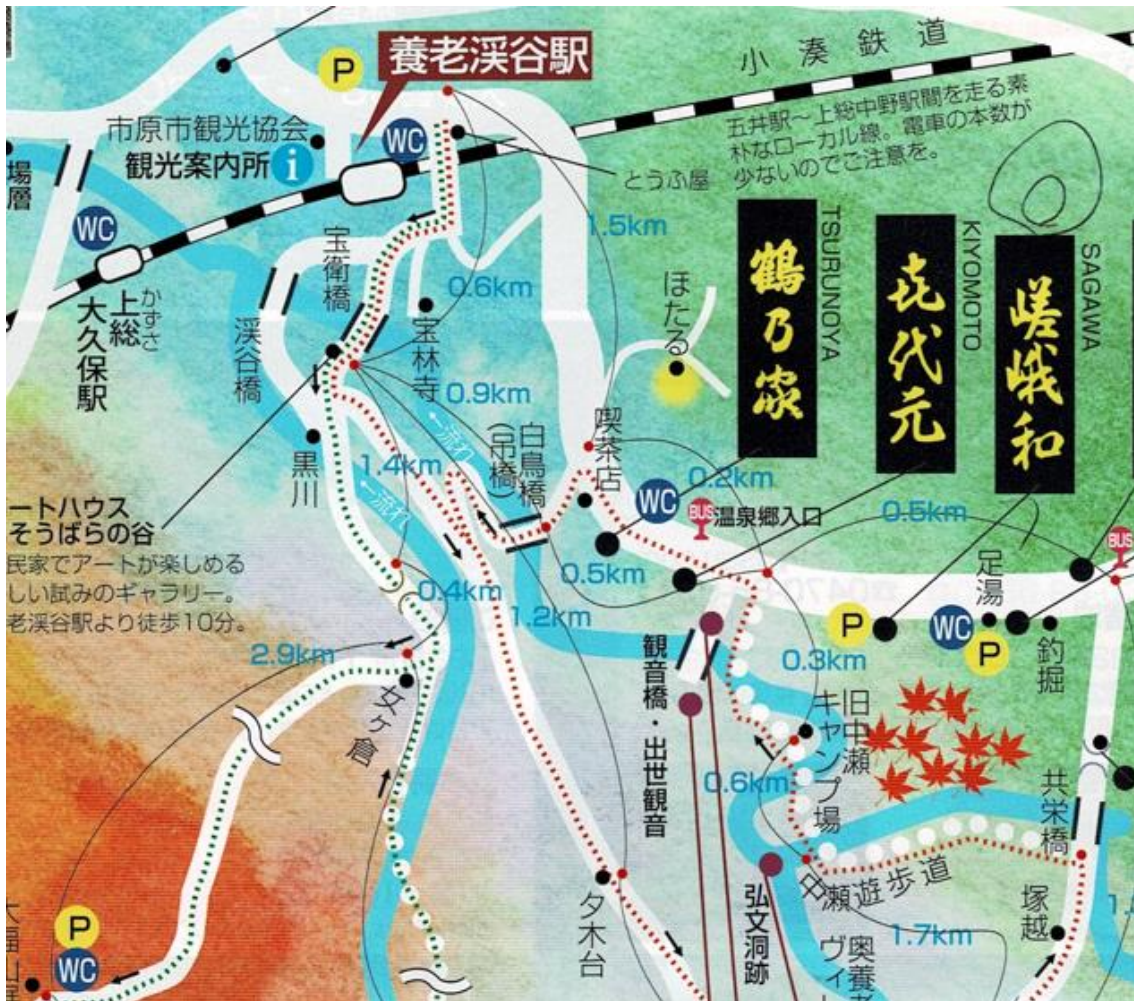 養老渓谷駅
小湊鉄道
五井駅～上総中野駅間を走る素
朴なローカル線。電車の本数が
少ないのでご注意を。
P
WC
市原市観光協会
観光案内所
i
とうふ屋
場層
WC
かずさ
上総
大久保駅
宝衛橋
渓谷橋
宝林寺
1.5km
0.6km
0.9km
ほたる
TSURUNOYA
鶴乃家
KIYOMOTO
㐂代元
SAGAWA
嵯峨和
黒川
←流れ
←流れ
1.4km
白鳥橋
(吊橋)
喫茶店
WC
0.2km
BUS
温泉郷入口
0.5km
BUS
ートハウス
そうばらの谷
民家でアートが楽しめる
しい試みのギャラリー。
老渓谷駅より徒歩10分。
0.4km
0.5km
1.2km
2.9km
女ヶ倉
観音橋・出世観音
0.3km
P
WC
足湯
P
釣堀
旧中瀬
キャンプ場
0.6km
共栄橋
中瀬遊歩道
弘文洞跡
夕木台
1.7km
塚越
P
WC